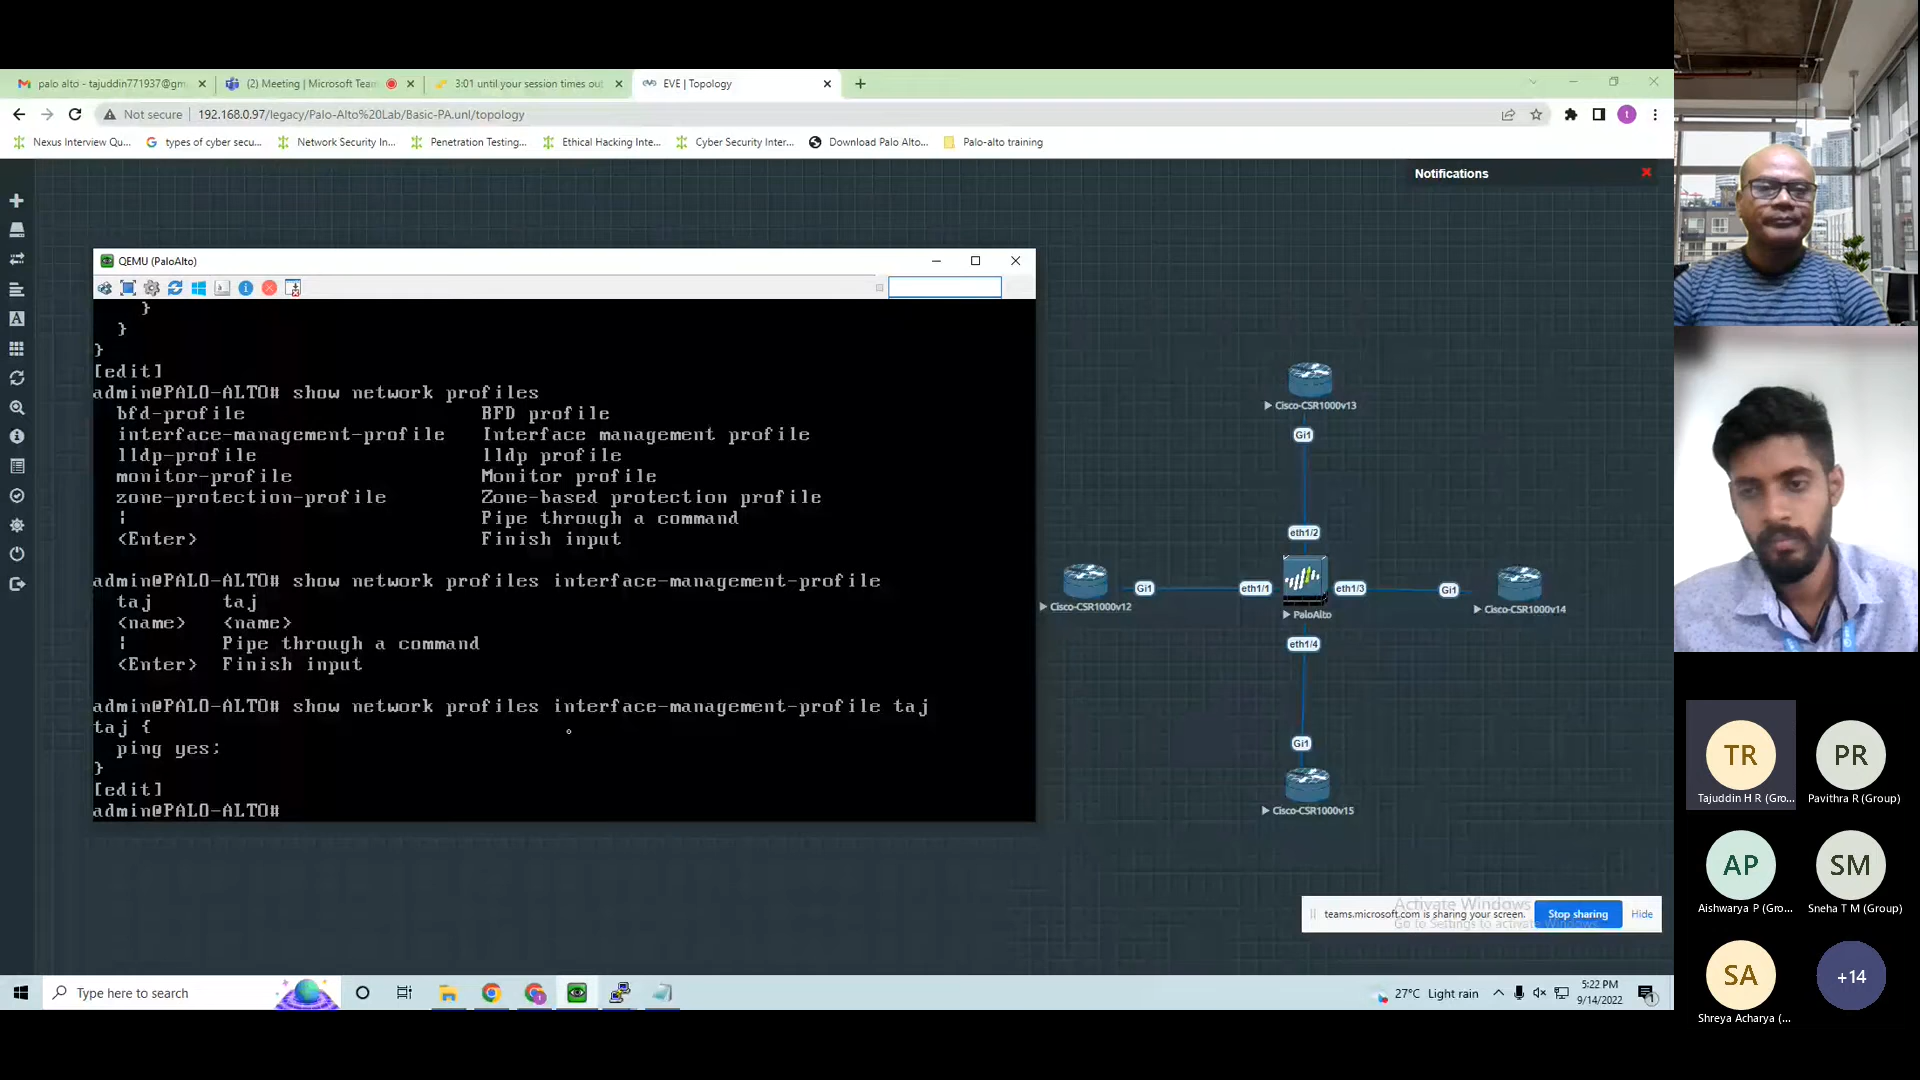 palo alto - tajuddin771937@gm
(2) Meeting | Microsoft Team
3:01 until your session times out
EVE | Topology
Not secure
192.168.0.97/legacy/Palo-Alto%20Lab/Basic-PA.unl/topology
t
Nexus Interview Qu...
types of cyber secu...
Network Security In...
Penetration Testing...
Ethical Hacking Inte...
Cyber Security Inter...
Download Palo Alto...
Palo-alto training
Notifications
QEMU (PaloAlto)
}
}
}
[edit]
admin@PALO-ALTO# show network profiles
bfd-profile BFD profile
interface-management-profile Interface management profile
lldp-profile lldp profile
monitor-profile Monitor profile
zone-protection-profile Zone-based protection profile
| Pipe through a command
<Enter> Finish input
admin@PALO-ALTO# show network profiles interface-management-profile
taj taj
<name> <name>
| Pipe through a command
<Enter> Finish input
admin@PALO-ALTO# show network profiles interface-management-profile taj
taj {
ping yes;
}
[edit]
admin@PALO-ALTO#
Cisco-CSR1000v13
Gi1
eth1/2
Cisco-CSR1000v12
Gi1
eth1/1
PaloAlto
eth1/3
Gi1
Cisco-CSR1000v14
eth1/4
Gi1
Cisco-CSR1000v15
Activate Windows
Go to Settings to activate Windows.
teams.microsoft.com is sharing your screen.
Stop sharing
Hide
TR
Tajuddin H R (Gro...
PR
Pavithra R (Group)
AP
Aishwarya P (Gro...
SM
Sneha T M (Group)
SA
Shreya Acharya (...
+14
Type here to search
27°C Light rain
5:22 PM
9/14/2022
1